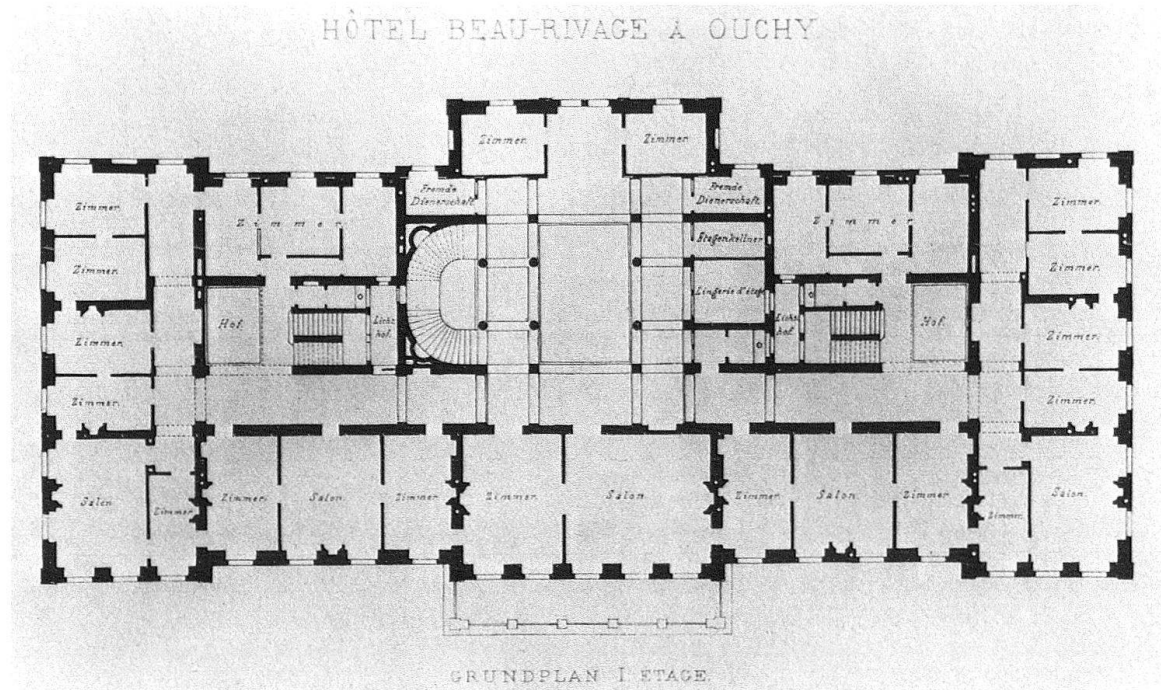 HÔTEL BEAU-RIVAGE À OUCHY
Zimmer.
Zimmer.
Fremde
Dienerschaft.
Fremde
Dienerschaft.
Zimmer.
Zimmer.
Zimmer.
Zimmer.
Etagenkellner
Zimmer.
Zimmer.
Lingerie d'étage
Hof.
Licht
hof.
Licht
hof.
Hof.
Zimmer.
Zimmer.
Zimmer.
Zimmer.
Salon.
Zimmer
Zimmer.
Salon.
Zimmer.
Zimmer.
Salon.
Zimmer
Salon.
Zimmer.
Zimmer.
Salon.
GRUNDPLAN I ETAGE.